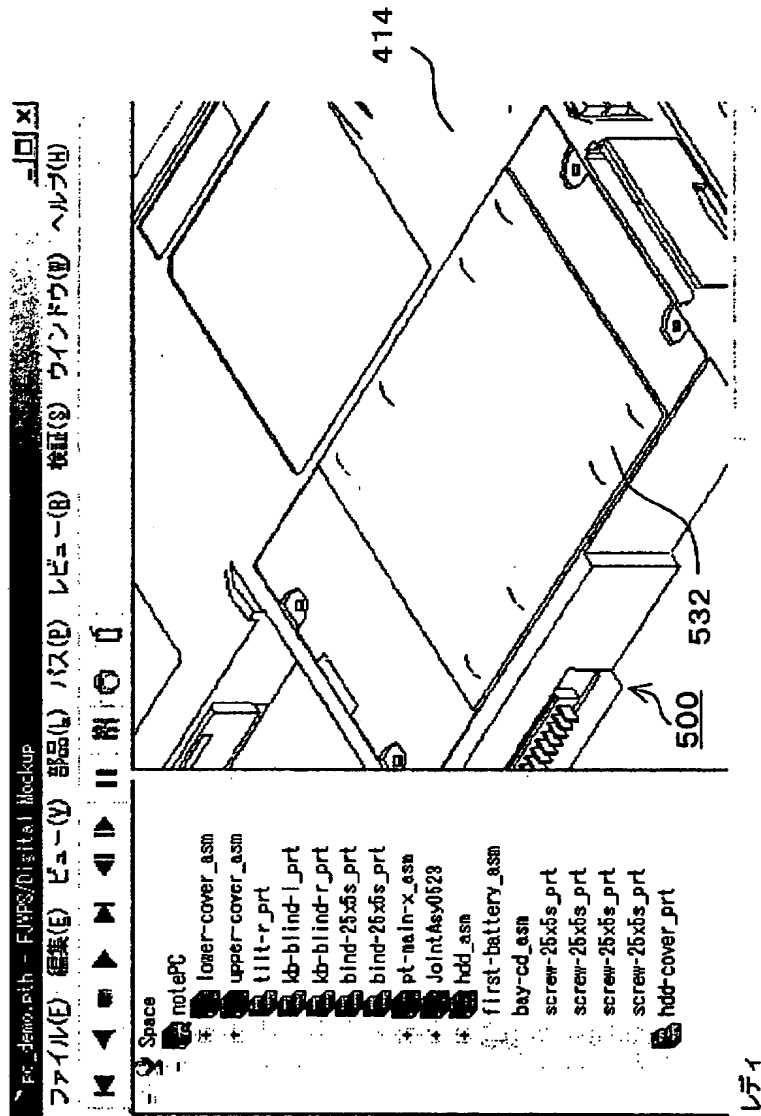 pc_demo.pth - FJVPS/Digital Mockup
ファイル(F) 編集(E) ビュー(V) 部品(L) パス(P) レビュー(R) 検証(S) ウインドウ(W) ヘルプ(H)
Space
notePC
lower-cover_asm
upper-cover_asm
tilt-r_prt
kb-blind-l_prt
kb-blind-r_prt
bind-25x6s_prt
bind-25x6s_prt
pt-main-x_asm
JointAsy0523
hdd_asm
first-battery_asm
bay-cd_asm
screw-25x5s_prt
screw-25x5s_prt
screw-25x5s_prt
screw-25x5s_prt
hdd-cover_prt
414
532
500
レディ